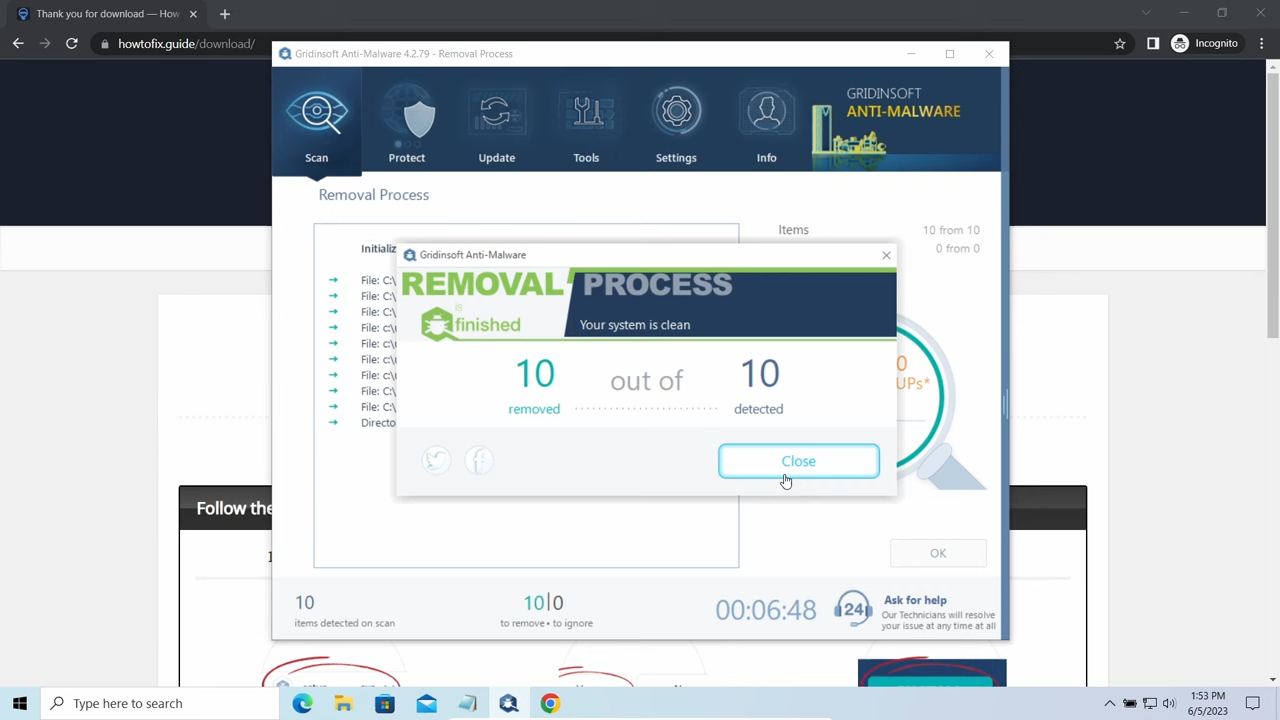 Thank you for download — How
howtofix.guide/download/
Incognito
Gridinsoft Anti-Malware 4.2.79 - Removal Process
GRIDINSOFT
ANTI-MALWARE
Scan
Protect
Update
Tools
Settings
Info
Removal Process
Items
10 from 10
0 from 0
Initializ
File: C:\
File: C:\
File: C:\
File: c:\
File: C:\
File: c:\
File: c:\
File: C:\
File: C:\
Directo
Gridinsoft Anti-Malware
REMOVAL PROCESS
is
finished
Your system is clean
10 out of 10
removed
detected
0
UPs*
Close
Follow the
OK
10
items detected on scan
10|0
to remove • to ignore
00:06:48
24
Ask for help
Our Technicians will resolve
your issue at any time at all
Type here to search
1:53 PM
6/5/2023